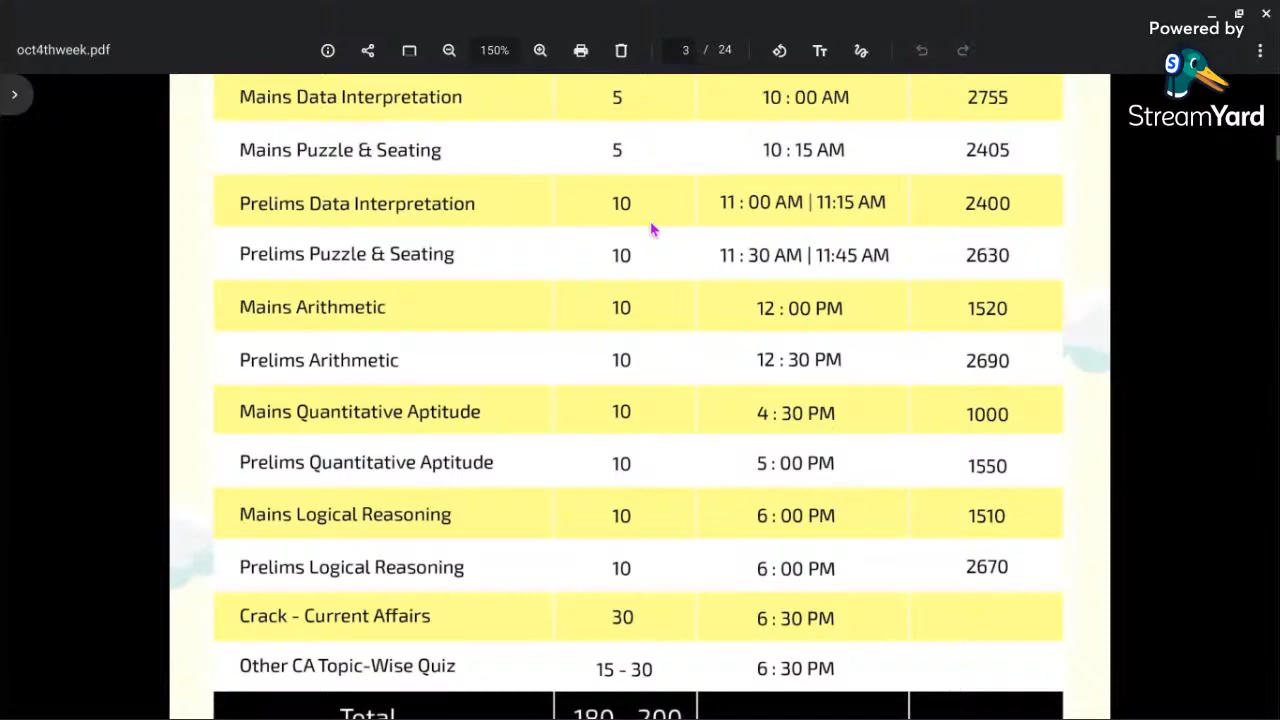 Powered by
oct4thweek.pdf 150% 3 / 24
StreamYard
Mains Data Interpretation 5 10 : 00 AM 2755
Mains Puzzle & Seating 5 10 : 15 AM 2405
Prelims Data Interpretation 10 11 : 00 AM | 11:15 AM 2400
Prelims Puzzle & Seating 10 11 : 30 AM | 11:45 AM 2630
Mains Arithmetic 10 12 : 00 PM 1520
Prelims Arithmetic 10 12 : 30 PM 2690
Mains Quantitative Aptitude 10 4 : 30 PM 1000
Prelims Quantitative Aptitude 10 5 : 00 PM 1550
Mains Logical Reasoning 10 6 : 00 PM 1510
Prelims Logical Reasoning 10 6 : 00 PM 2670
Crack - Current Affairs 30 6 : 30 PM
Other CA Topic-Wise Quiz 15 - 30 6 : 30 PM
Total 180 - 200